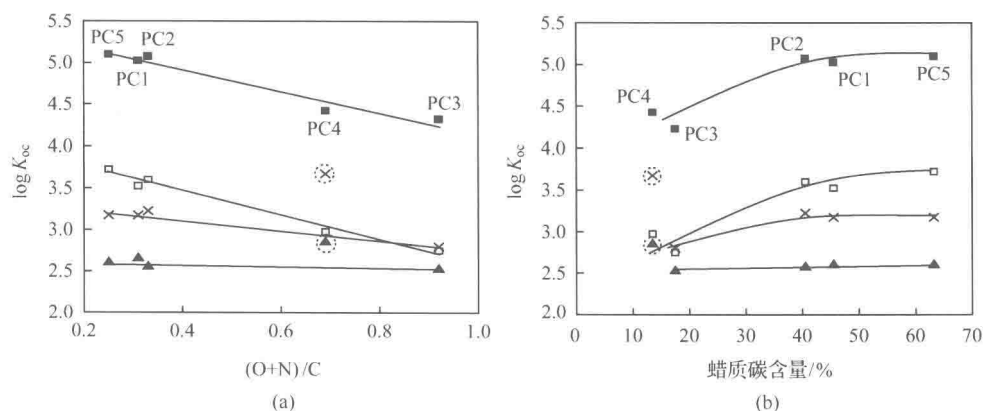 5.5
5.0
4.5
4.0
3.5
3.0
2.5
2.0
log Koc
PC5 PC2
PC1
PC4
PC3
0.2 0.4 0.6 0.8 1.0
(O+N) /C
(a)
5.5
5.0
4.5
4.0
3.5
3.0
2.5
2.0
log Koc
PC4
PC3
PC2
PC1
PC5
0 10 20 30 40 50 60 70
蜡质碳含量/%
(b)